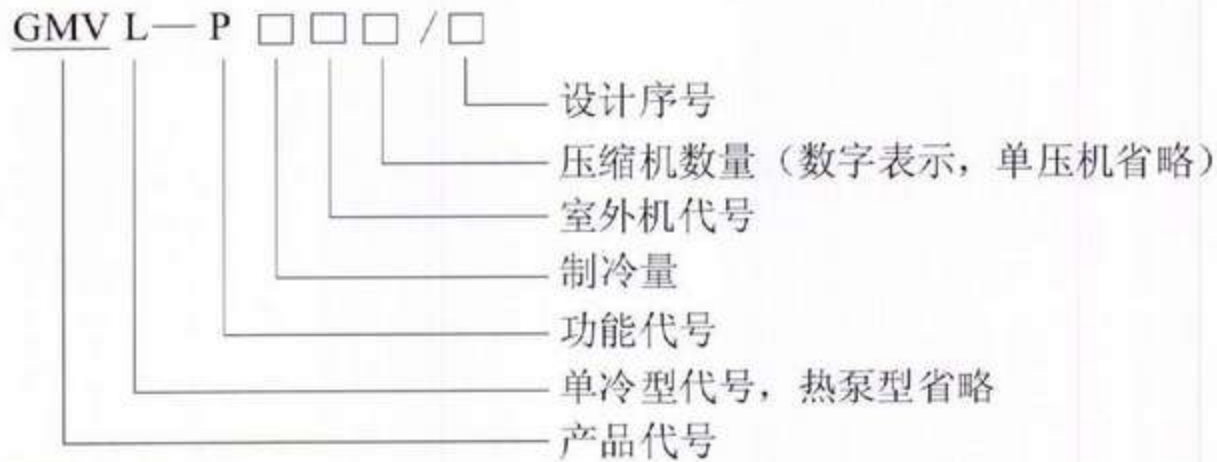 GMV L— P □ □ □ / □
设计序号
压缩机数量（数字表示，单压机省略）
室外机代号
制冷量
功能代号
单冷型代号，热泵型省略
产品代号